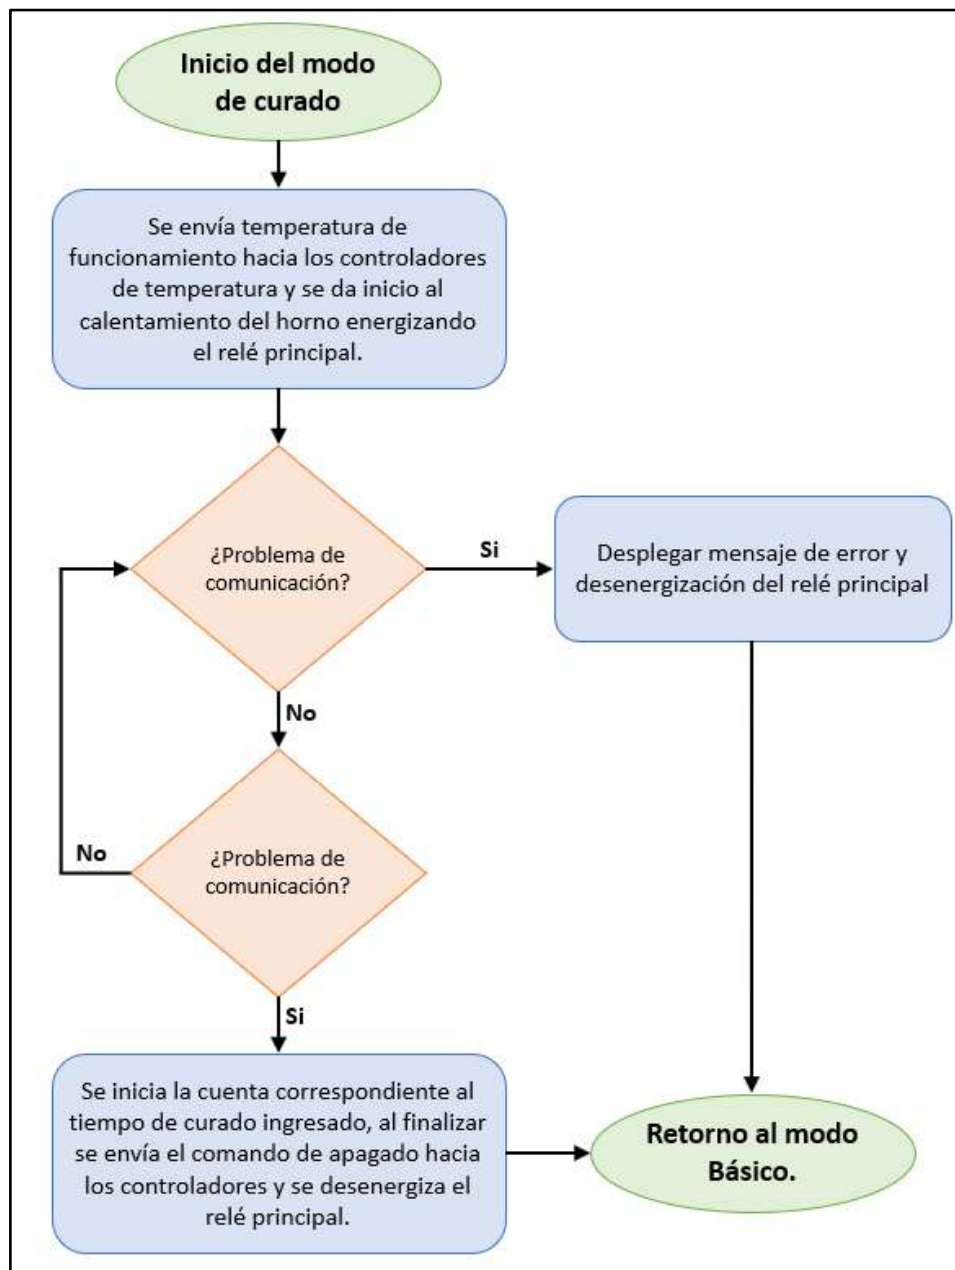 Inicio del modo
de curado
Se envía temperatura de
funcionamiento hacia los controladores
de temperatura y se da inicio al
calentamiento del horno energizando
el relé principal.
¿Problema de
comunicación?
Si
Desplegar mensaje de error y
desenergización del relé principal
No
¿Problema de
comunicación?
No
Si
Se inicia la cuenta correspondiente al
tiempo de curado ingresado, al finalizar
se envía el comando de apagado hacia
los controladores y se desenergiza el
relé principal.
Retorno al modo
Básico.